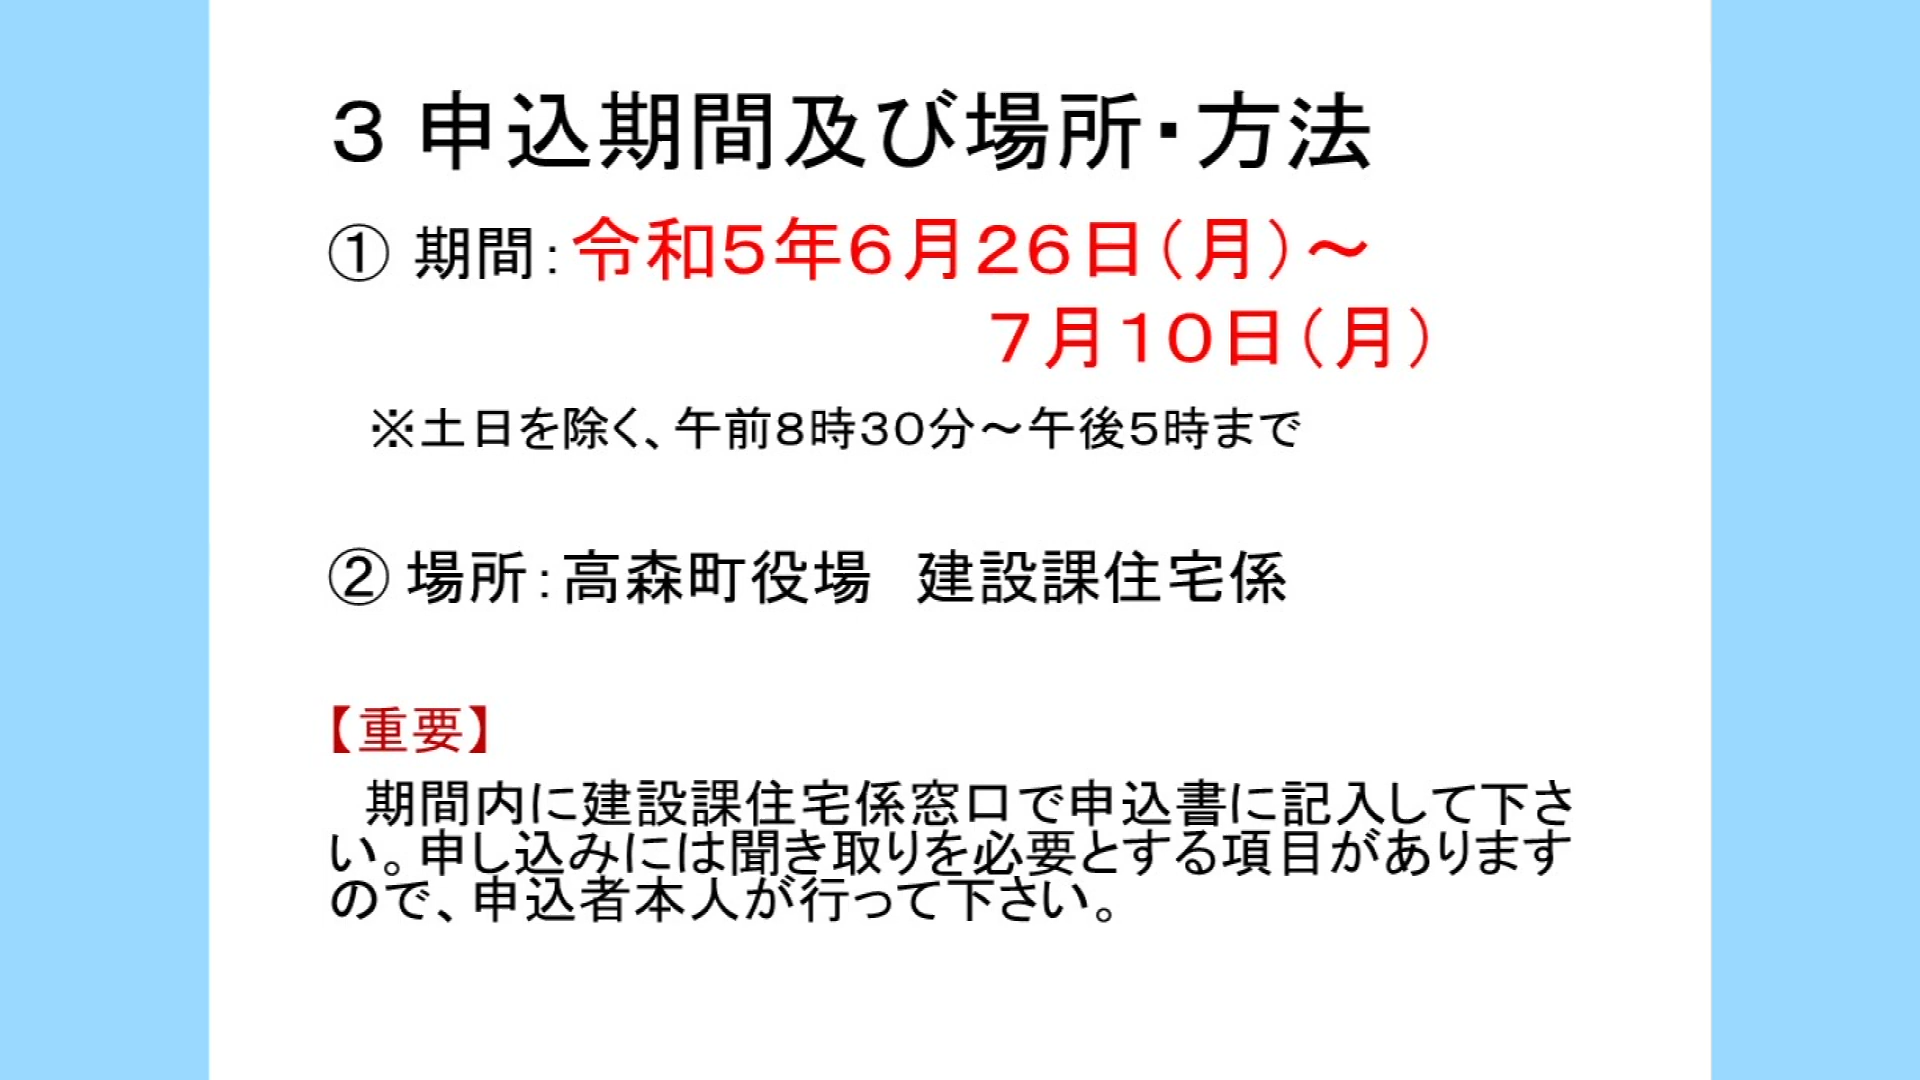 ３ 申込期間及び場所・方法
① 期間：令和５年６月２６日（月）～
７月１０日（月）
※土日を除く、午前８時３０分～午後５時まで
② 場所：高森町役場　建設課住宅係
【重要】
　期間内に建設課住宅係窓口で申込書に記入して下さ
い。申し込みには聞き取りを必要とする項目があります
ので、申込者本人が行って下さい。